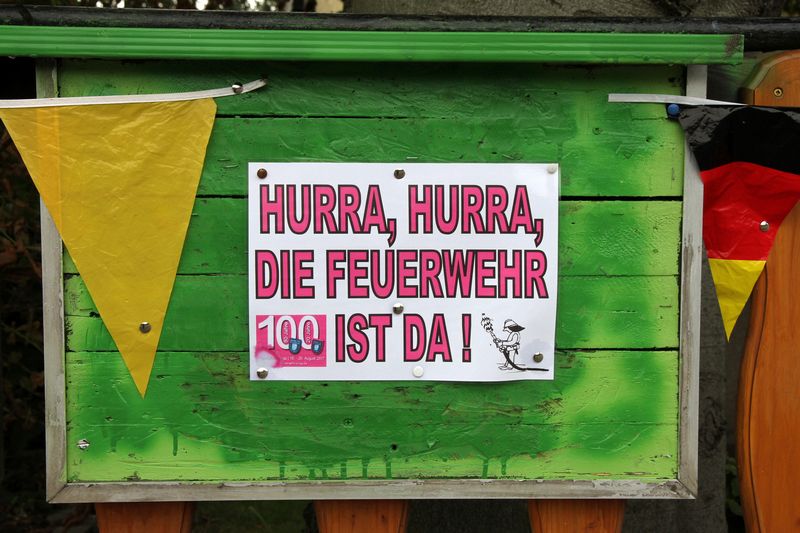 HURRA, HURRA,
DIE FEUERWEHR
100
IST DA !